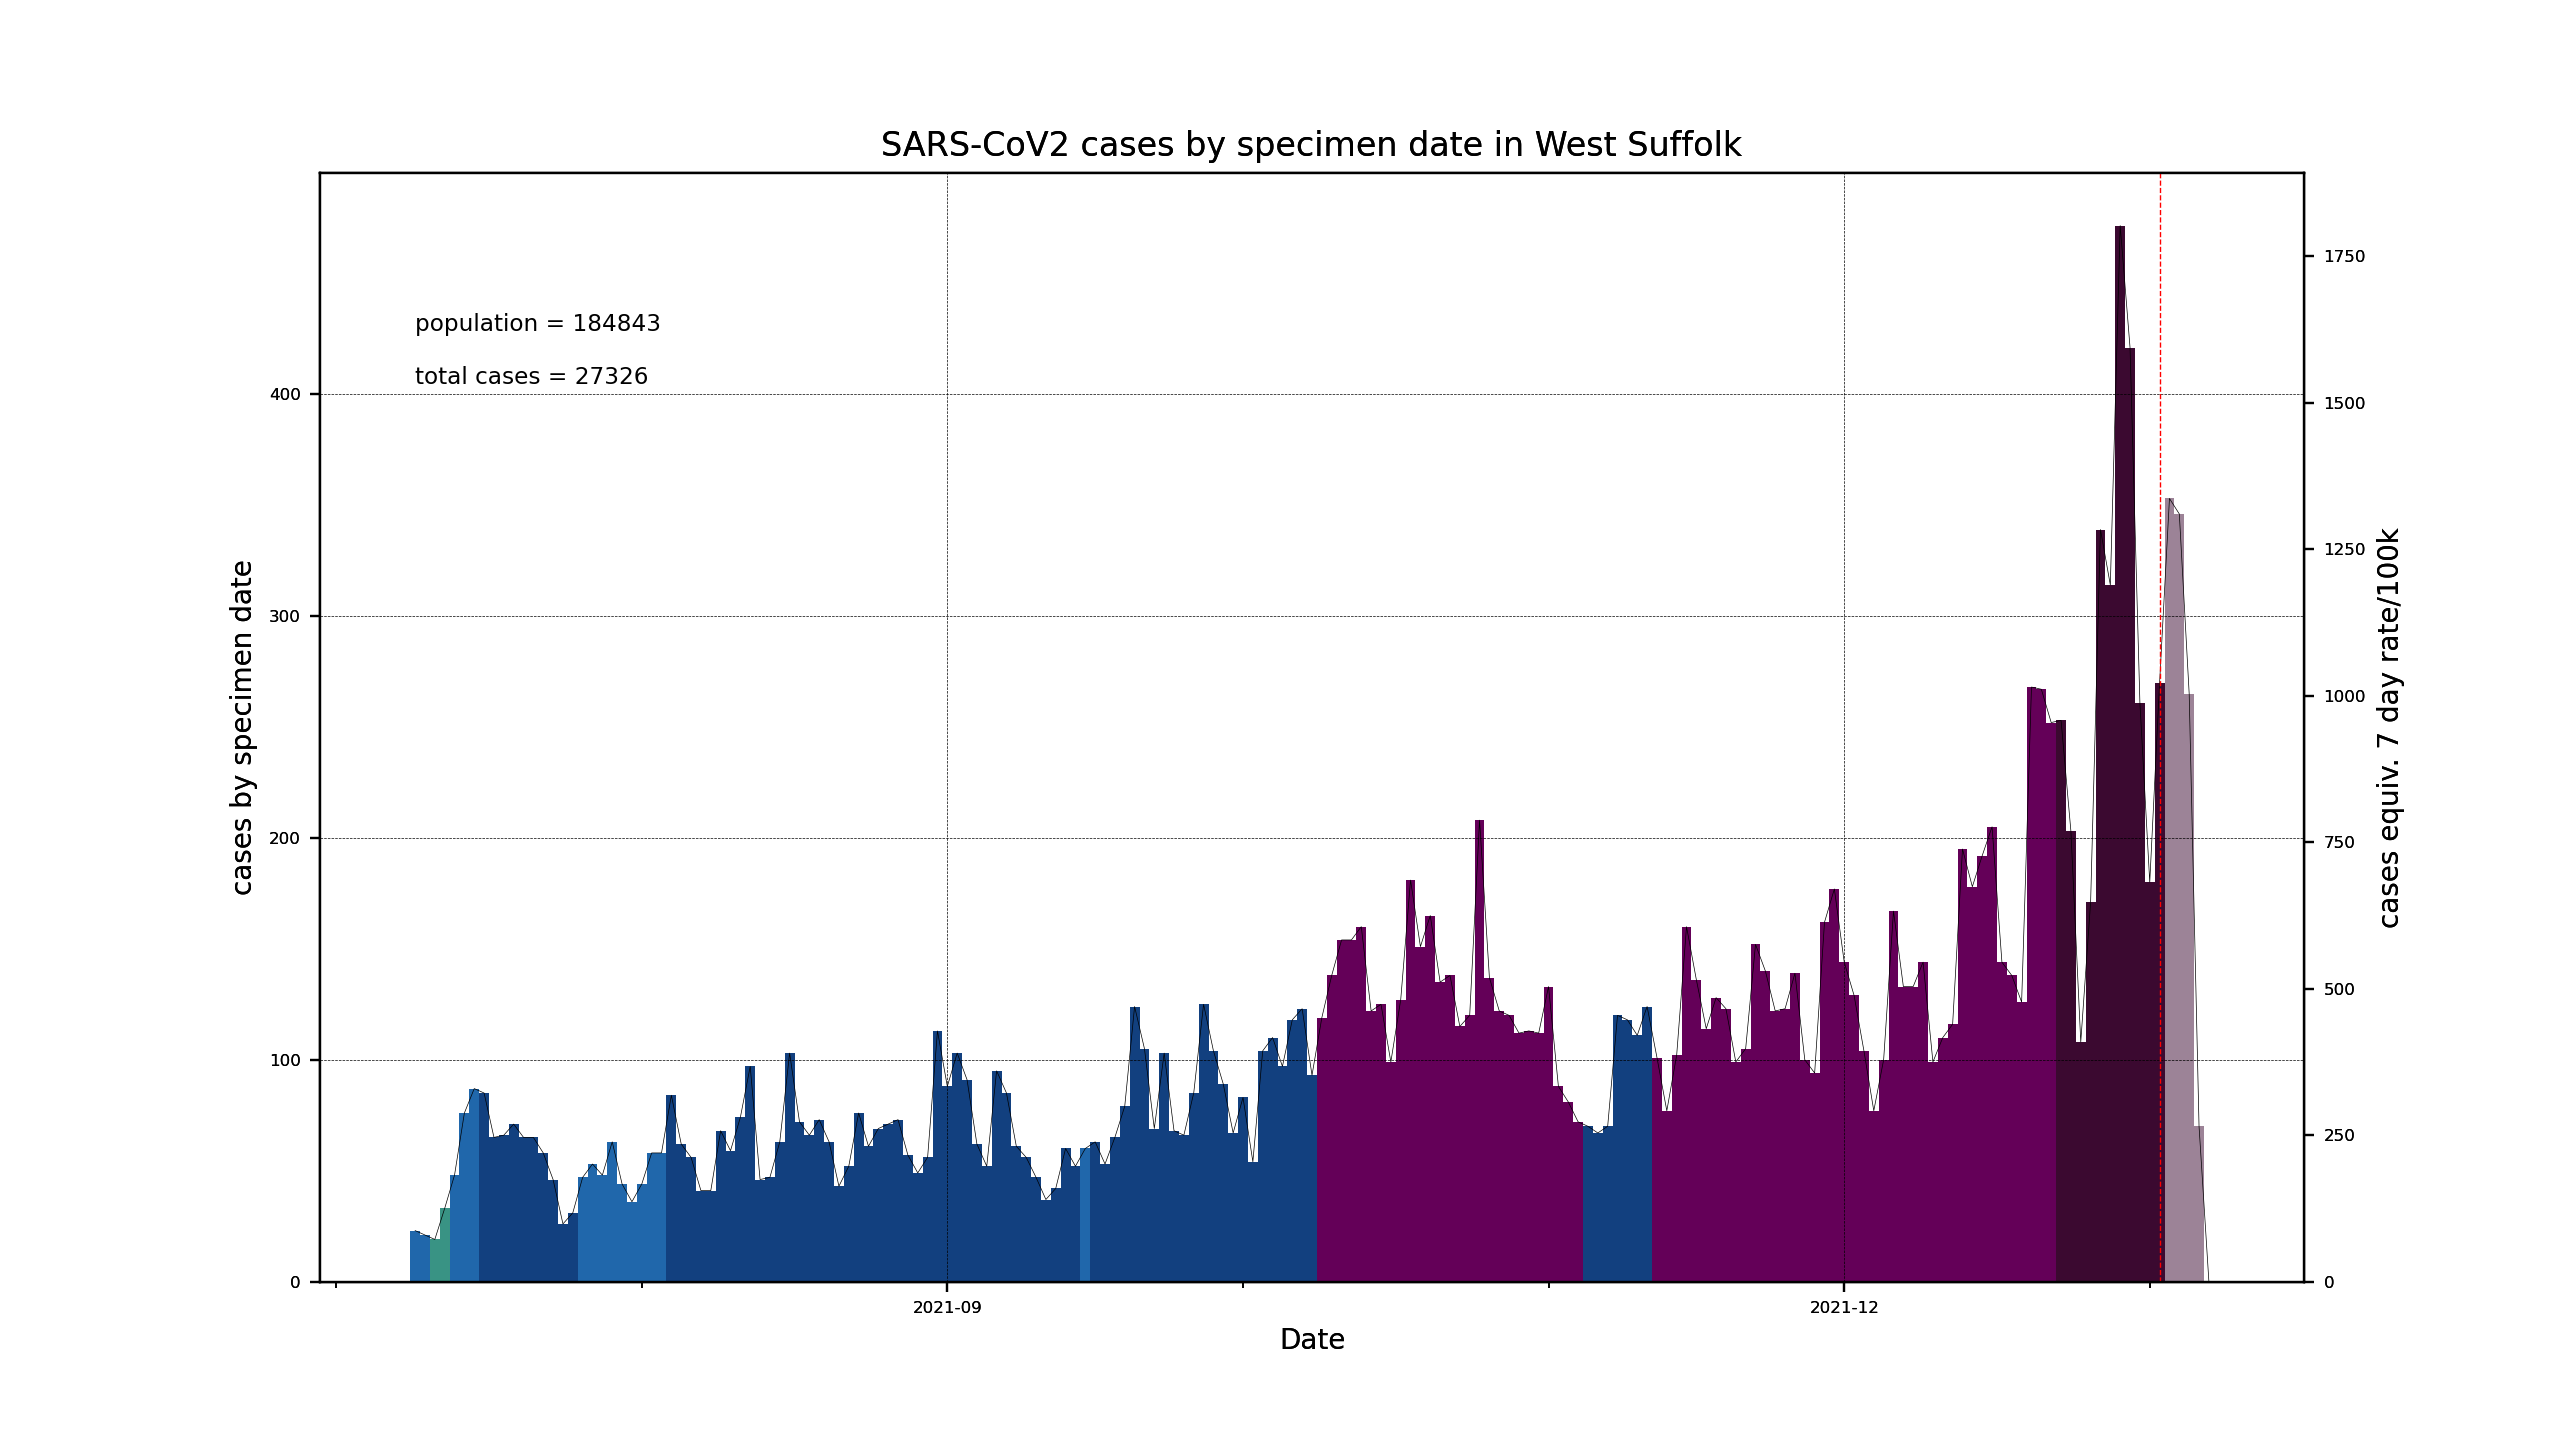 SARS-CoV2 cases by specimen date in West Suffolk
population = 184843
total cases = 27326
cases by specimen date
400
300
200
100
0
1750
1500
1250
1000
750
500
250
0
cases equiv. 7 day rate/100k
2021-09
2021-12
Date